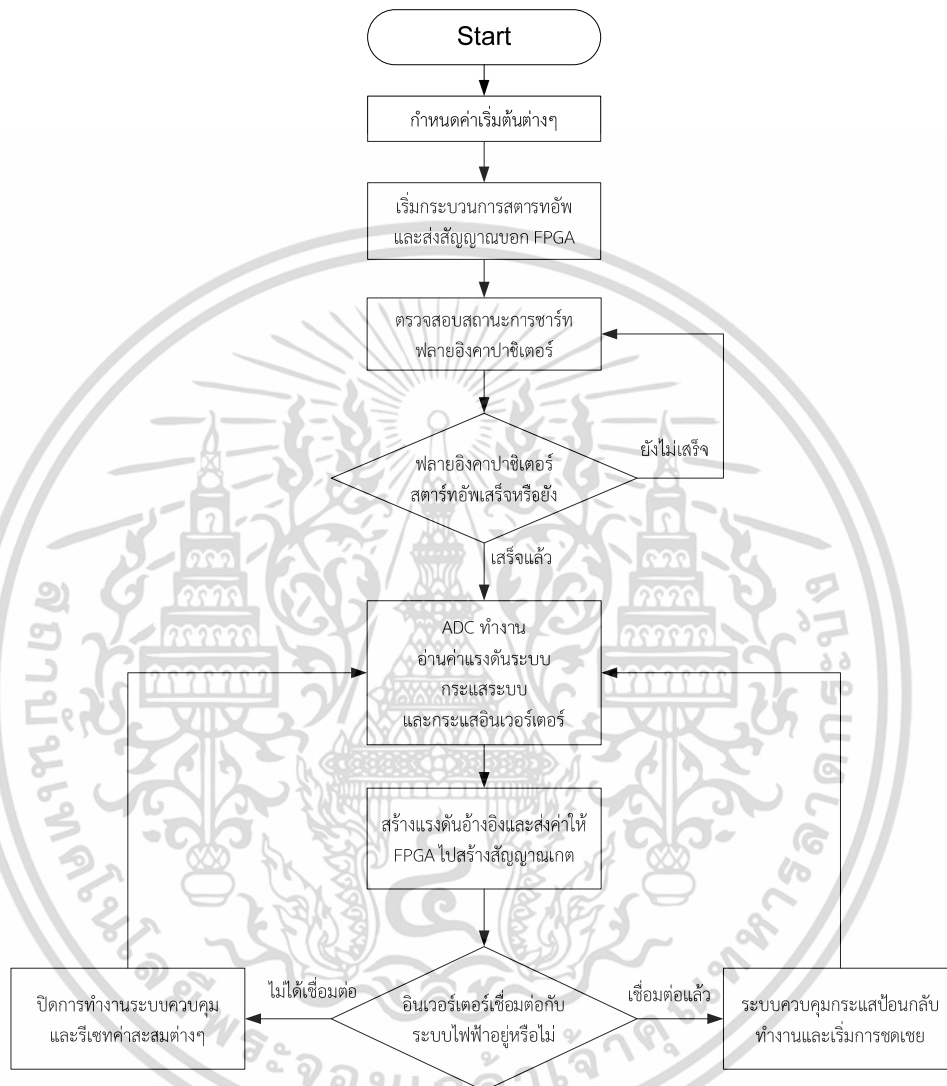 Start
กำหนดค่าเริ่มต้นต่างๆ
เริ่มกระบวนการสตารทอัพ
และส่งสัญญาณบอก FPGA
ตรวจสอบสถานะการชาร์ท
ฟลายอิงคาปาซิเตอร์
ฟลายอิงคาปาซิเตอร์
สตาร์ทอัพเสร็จหรือยัง
ยังไม่เสร็จ
เสร็จแล้ว
ADC ทำงาน
อ่านค่าแรงดันระบบ
กระแสระบบ
และกระแสอินเวอร์เตอร์
สร้างแรงดันอ้างอิงและส่งค่าให้
FPGA ไปสร้างสัญญาณเกต
อินเวอร์เตอร์เชื่อมต่อกับ
ระบบไฟฟ้าอยู่หรือไม่
ไม่ได้เชื่อมต่อ
ปิดการทำงานระบบควบคุม
และรีเซทค่าสะสมต่างๆ
เชื่อมต่อแล้ว
ระบบควบคุมกระแสป้อนกลับ
ทำงานและเริ่มการชดเชย